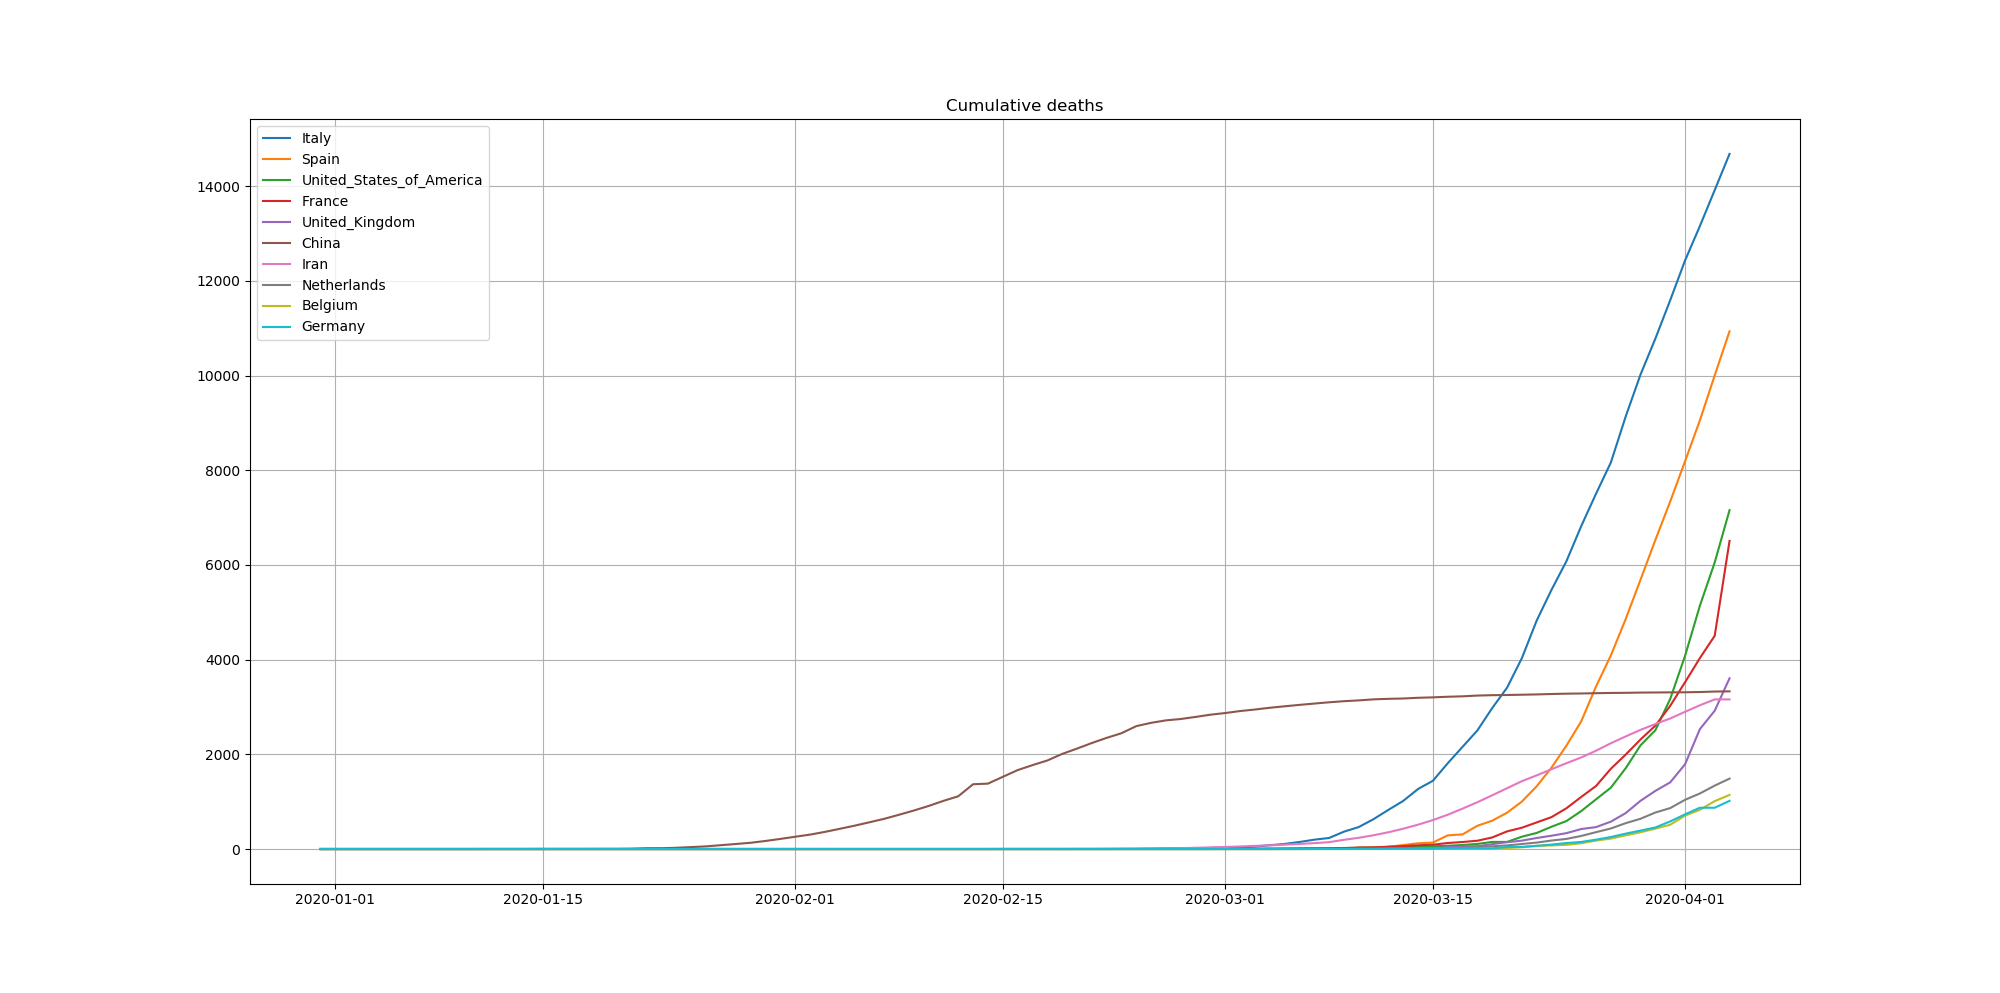 Cumulative deaths
Italy
Spain
United_States_of_America
France
United_Kingdom
China
Iran
Netherlands
Belgium
Germany
14000
12000
10000
8000
6000
4000
2000
0
2020-01-01 2020-01-15 2020-02-01 2020-02-15 2020-03-01 2020-03-15 2020-04-01